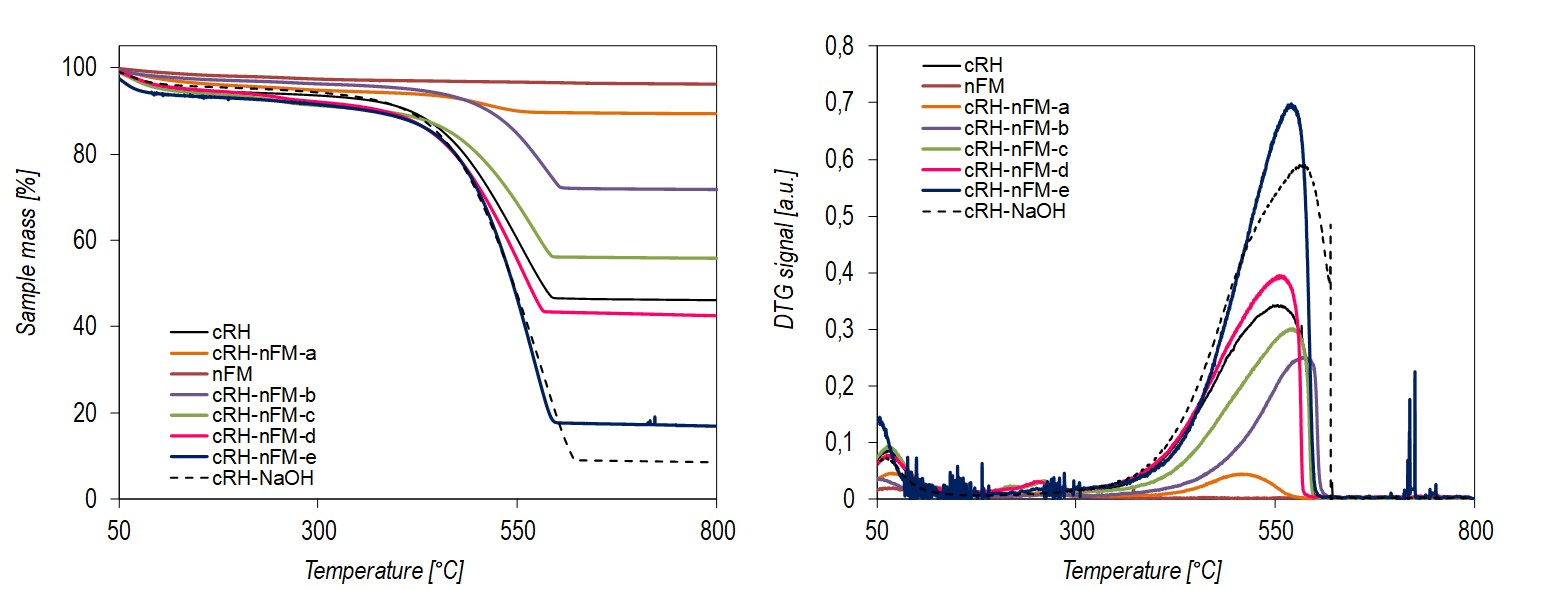 100
80
60
40
20
0
Sample mass [%]
cRH
cRH-nFM-a
nFM
cRH-nFM-b
cRH-nFM-c
cRH-nFM-d
cRH-nFM-e
cRH-NaOH
50
300
550
800
Temperature [°C]
0,8
0,7
0,6
0,5
0,4
0,3
0,2
0,1
0
DTG signal [a.u.]
cRH
nFM
cRH-nFM-a
cRH-nFM-b
cRH-nFM-c
cRH-nFM-d
cRH-nFM-e
cRH-NaOH
50
300
550
800
Temperature [°C]